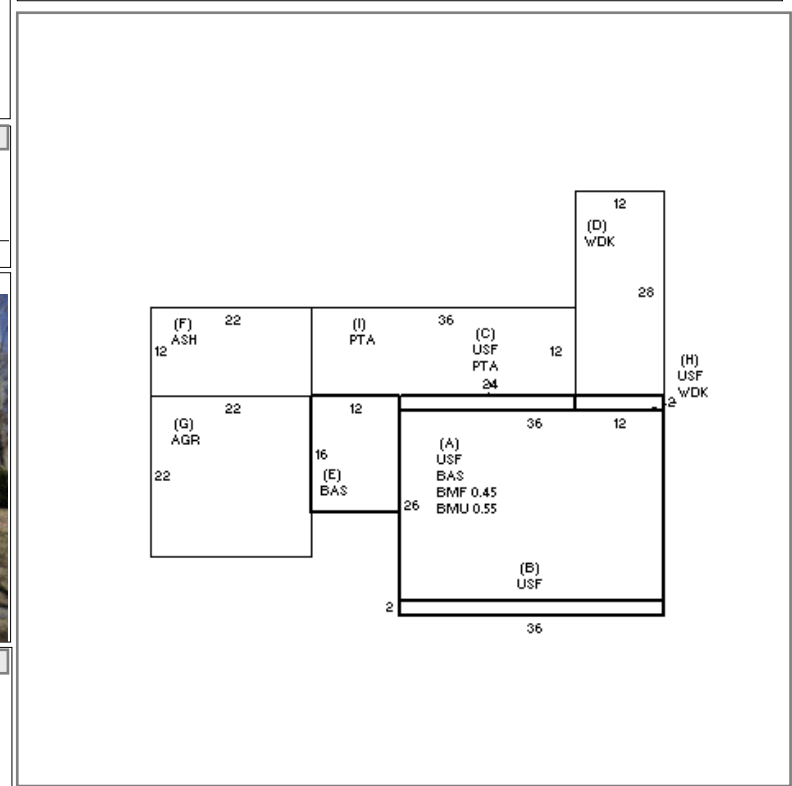 12
(D)
WDK
28
(F)
ASH
22
12
(I)
PTA
36
(C)
USF
PTA
12
24
(H)
USF
WDK
2
(G)
AGR
22
22
12
16
(E)
BAS
36
12
(A)
USF
BAS
BMF 0.45
BMU 0.55
26
(B)
USF
2
36